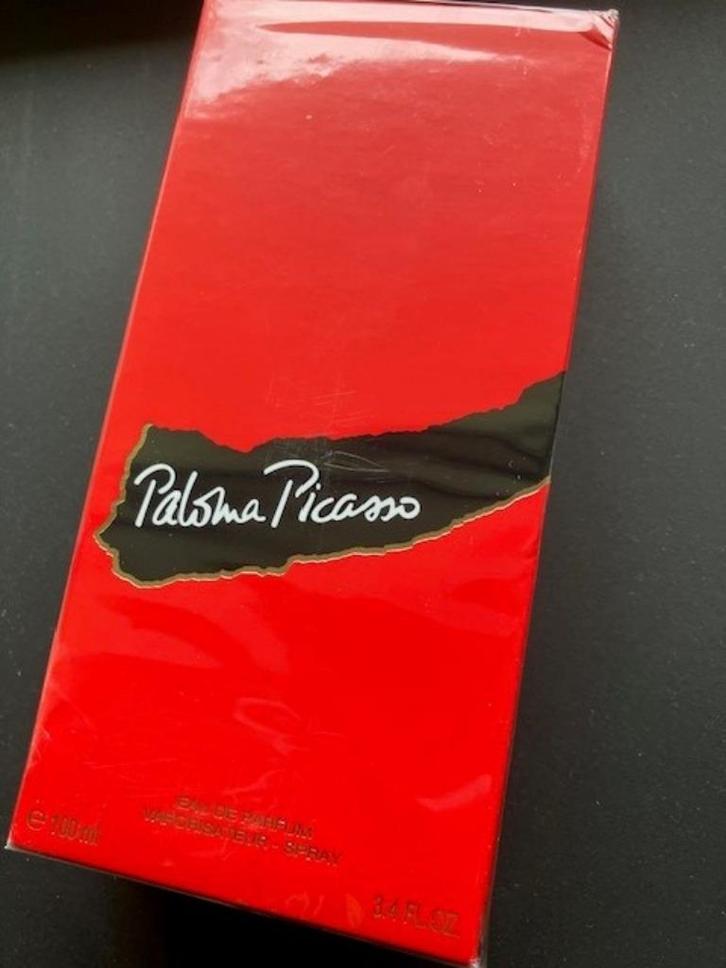 Paloma Picasso
EAU DE PARFUM
VAPORISATEUR - SPRAY
e 100 ml
3.4 FL.OZ